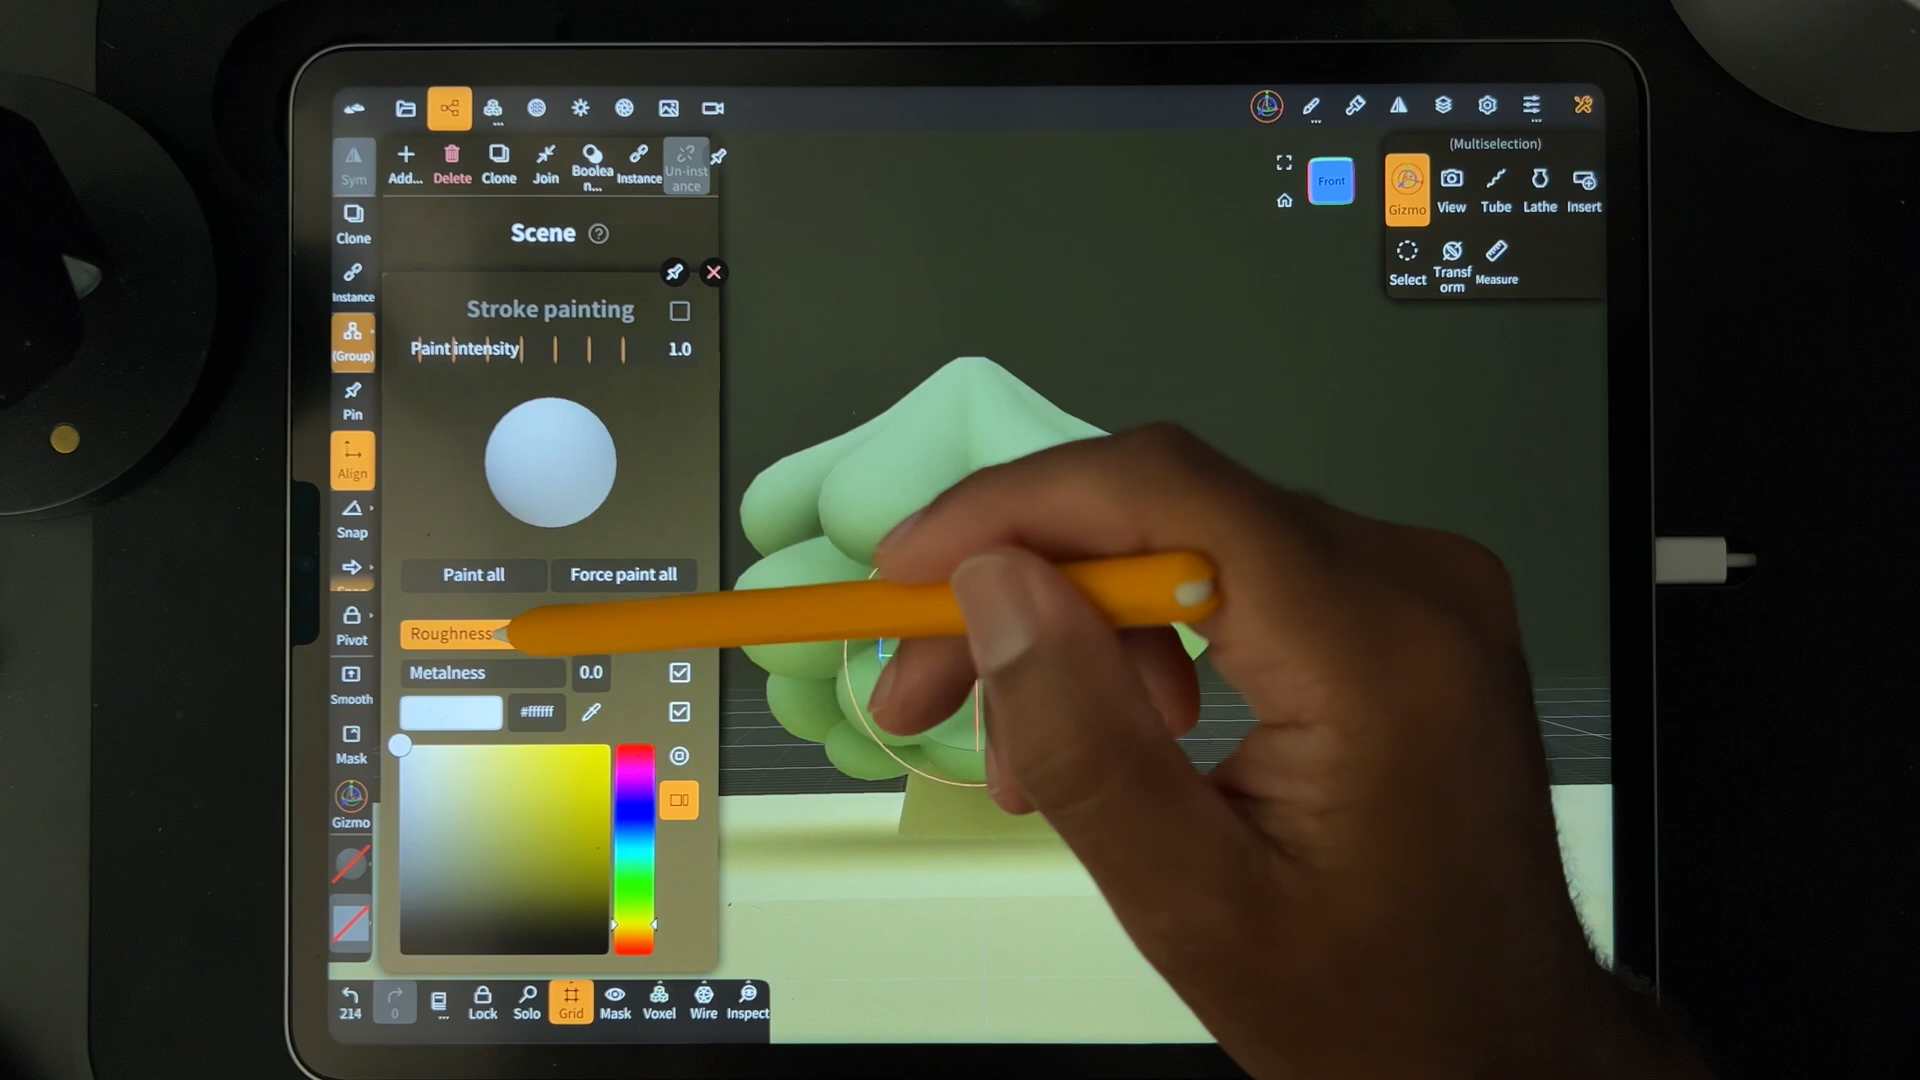 Sym
Add...
Delete
Clone
Join
Boolea
n...
Instance
Un-inst
ance
Front
(Multiselection)
Gizmo
View
Tube
Lathe
Insert
Select
Transf
orm
Measure
Clone
Instance
(Group)
Pin
Align
Snap
Pivot
Smooth
Mask
Gizmo
Scene
?
Stroke painting
Paint intensity
1.0
Paint all
Force paint all
Roughness
Metalness
0.0
#ffffff
214
0
...
Lock
Solo
Grid
Mask
Voxel
Wire
Inspect